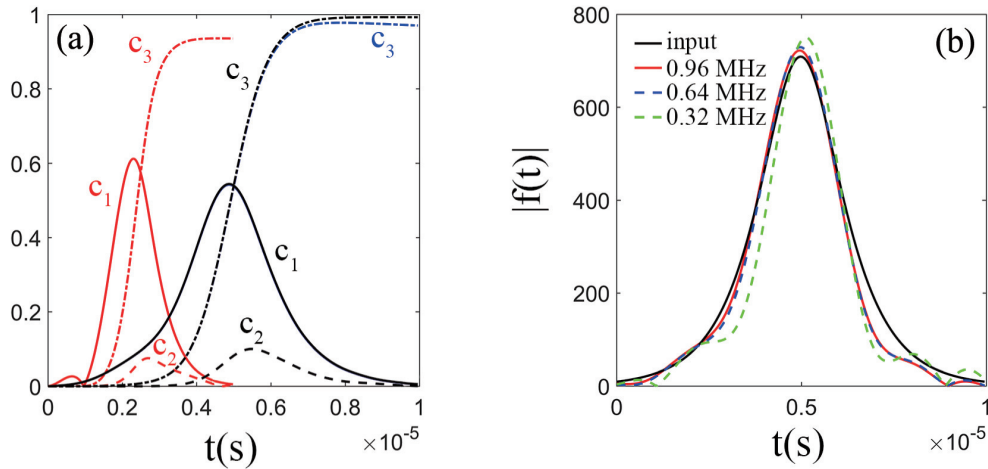 (a)
1
0.8
0.6
0.4
0.2
0
c3
c3
c3
c1
c1
c2
c2
0 0.2 0.4 0.6 0.8 1
×10-5
t(s)
(b)
800
600
400
200
0
|f(t)|
input
0.96 MHz
0.64 MHz
0.32 MHz
0 0.5 1
×10-5
t(s)